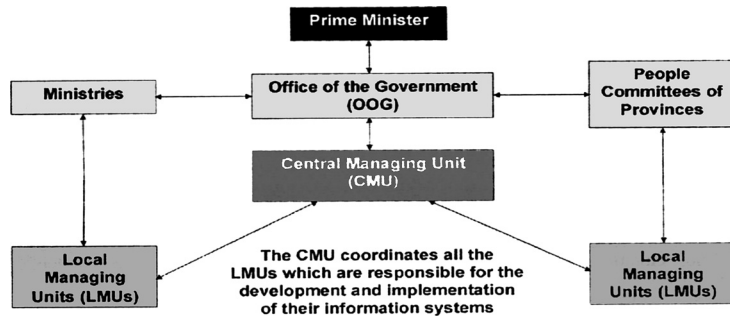 Prime Minister
Ministries
Office of the Government
(OOG)
People
Committees of
Provinces
Central Managing Unit
(CMU)
Local
Managing
Units (LMUs)
The CMU coordinates all the
LMUs which are responsible for the
development and implementation
of their information systems
Local
Managing
Units (LMUs)